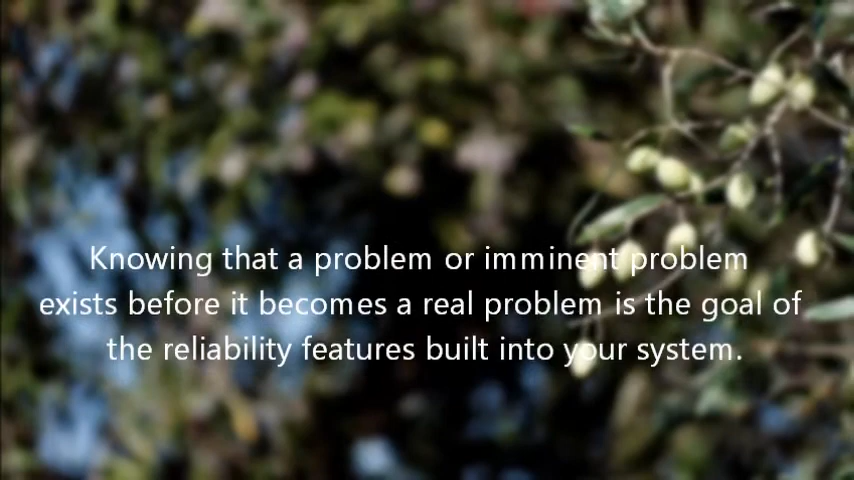 Knowing that a problem or imminent problem
exists before it becomes a real problem is the goal of
the reliability features built into your system.